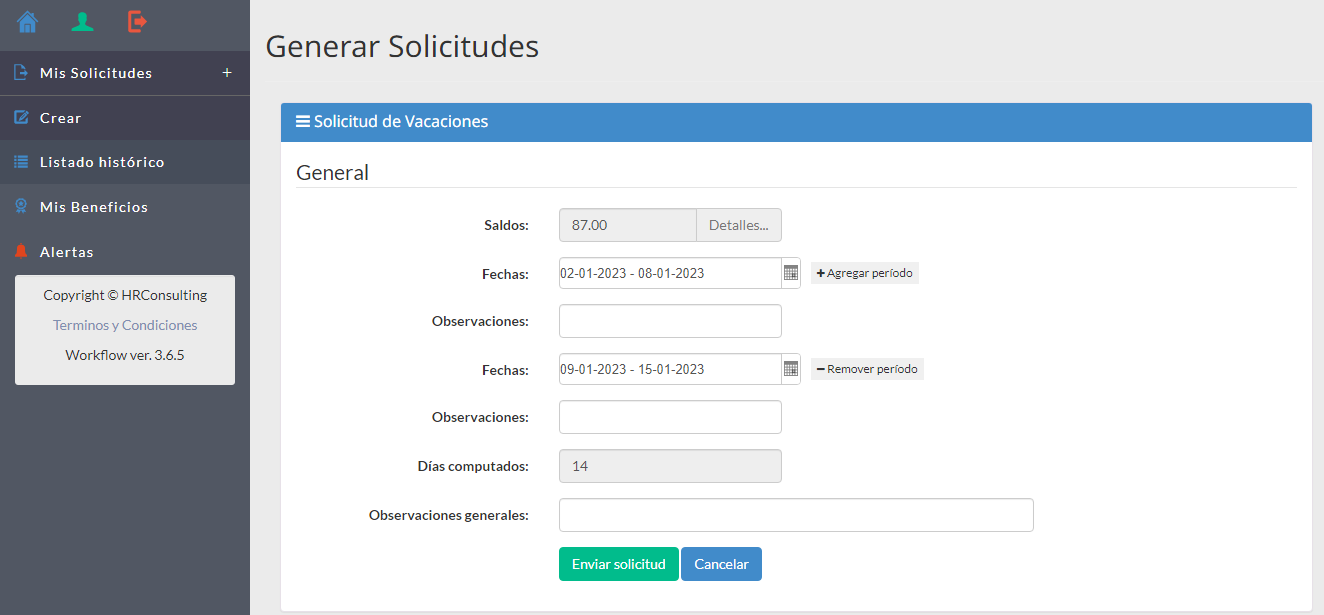 Generar Solicitudes
Mis Solicitudes +
Crear
Listado histórico
Mis Beneficios
Alertas
Copyright © HRConsulting
Terminos y Condiciones
Workflow ver. 3.6.5
Solicitud de Vacaciones
General
Saldos: 87.00 Detalles...
Fechas: 02-01-2023 - 08-01-2023 + Agregar período
Observaciones:
Fechas: 09-01-2023 - 15-01-2023 − Remover período
Observaciones:
Días computados: 14
Observaciones generales:
Enviar solicitud Cancelar